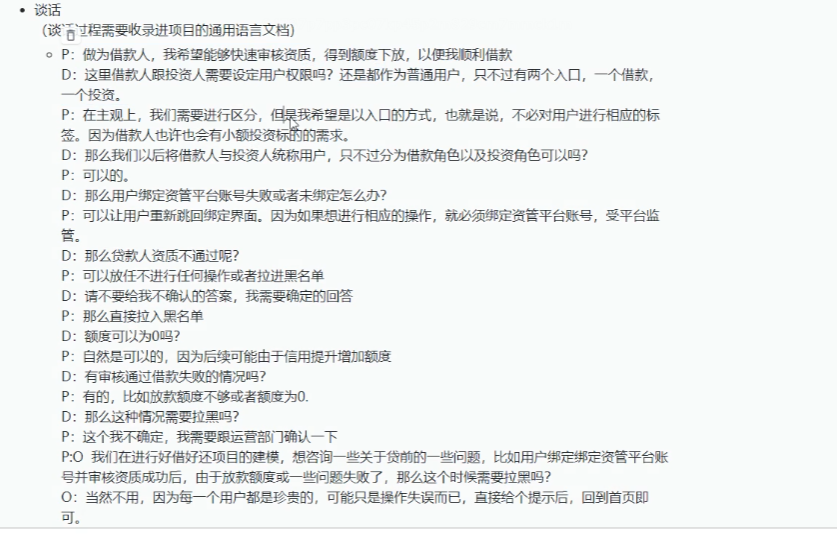 谈话
（谈话过程需要收录进项目的通用语言文档）
P：做为借款人，我希望能够快速审核资质，得到额度下放，以便我顺利借款
D：这里借款人跟投资人需要设定用户权限吗？还是都作为普通用户，只不过有两个入口，一个借款，
一个投资。
P：在主观上，我们需要进行区分，但是我希望是以入口的方式，也就是说，不必对用户进行相应的标
签。因为借款人也许也会有小额投资标的的需求。
D：那么我们以后将借款人与投资人统称用户，只不过分为借款角色以及投资角色可以吗？
P：可以的。
D：那么用户绑定资管平台账号失败或者未绑定怎么办？
P：可以让用户重新跳回绑定界面。因为如果想进行相应的操作，就必须绑定资管平台账号，受平台监
管。
D：那么贷款人资质不通过呢？
P：可以放任不进行任何操作或者拉进黑名单
D：请不要给我不确认的答案，我需要确定的回答
P：那么直接拉入黑名单
D：额度可以为0吗？
P：自然是可以的，因为后续可能由于信用提升增加额度
D：有审核通过借款失败的情况吗？
P：有的，比如放款额度不够或者额度为0.
D：那么这种情况需要拉黑吗？
P：这个我不确定，我需要跟运营部门确认一下
P:O 我们在进行好借好还项目的建模，想咨询一些关于贷前的一些问题，比如用户绑定绑定资管平台账
号并审核资质成功后，由于放款额度或一些问题失败了，那么这个时候需要拉黑吗？
O：当然不用，因为每一个用户都是珍贵的，可能只是操作失误而已，直接给个提示后，回到首页即
可。